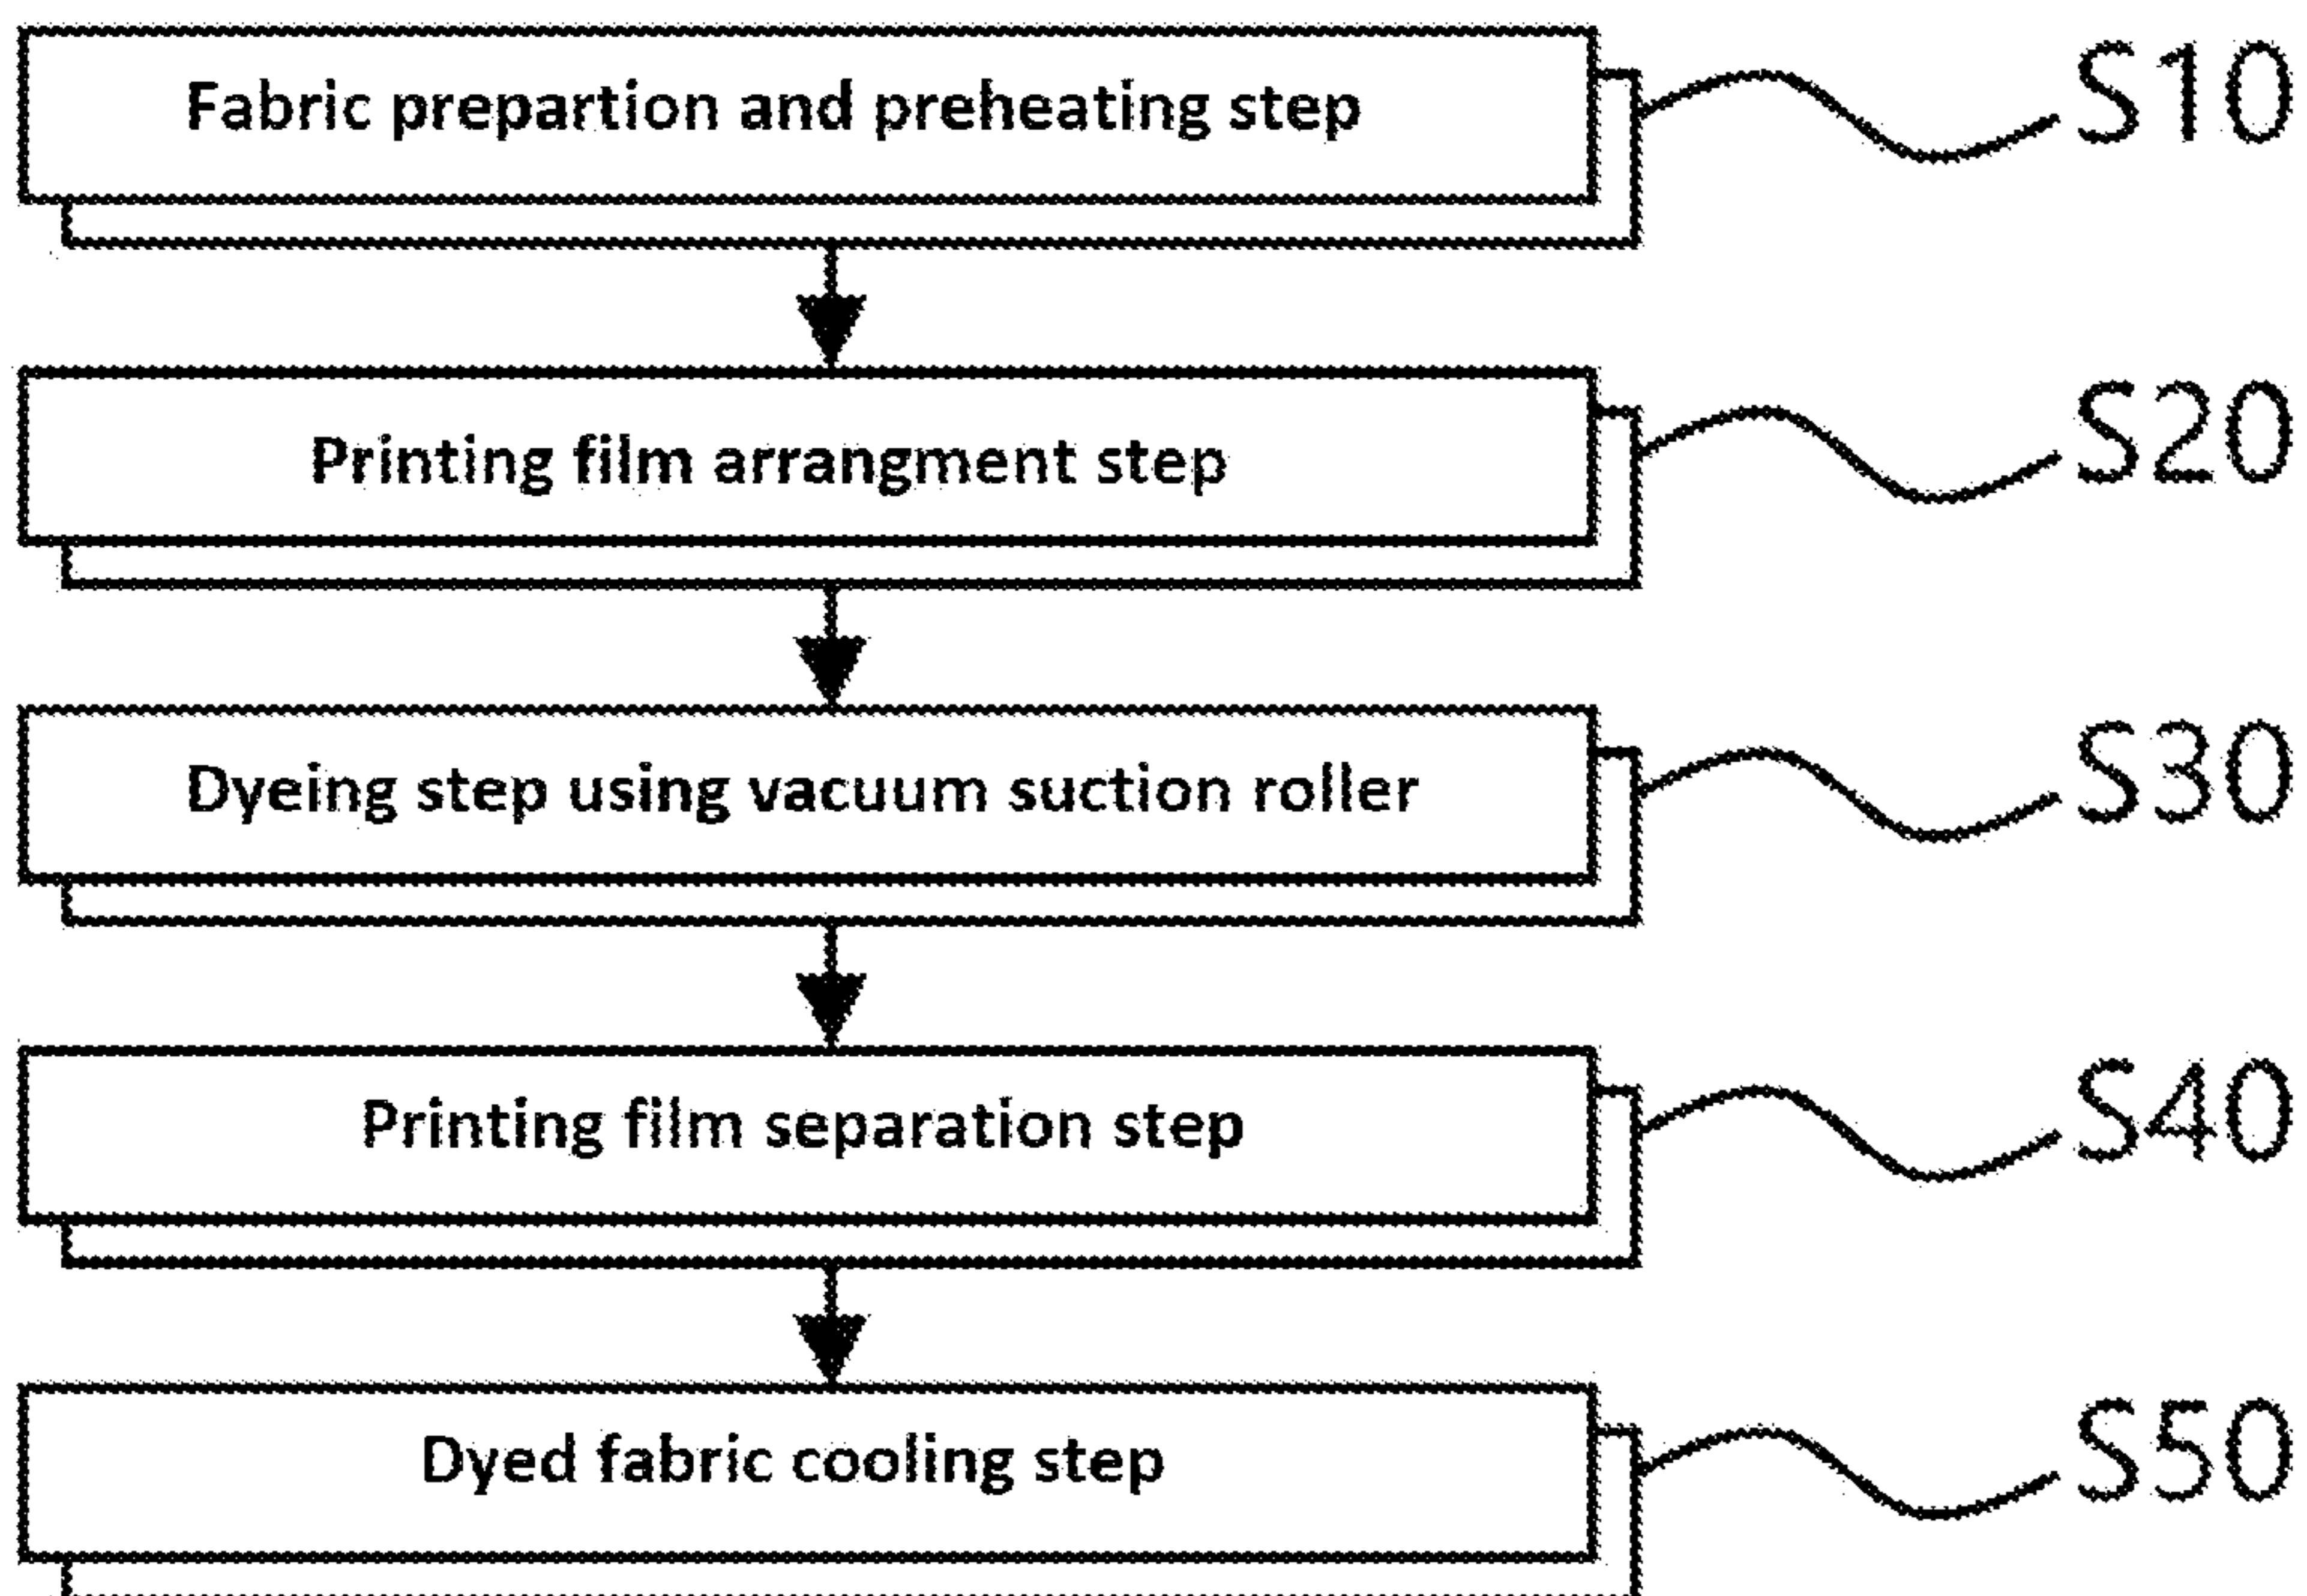 Fabric prepartion and preheating step
S10
Printing film arrangment step
S20
Dyeing step using vacuum suction roller
S30
Printing film separation step
S40
Dyed fabric cooling step
S50